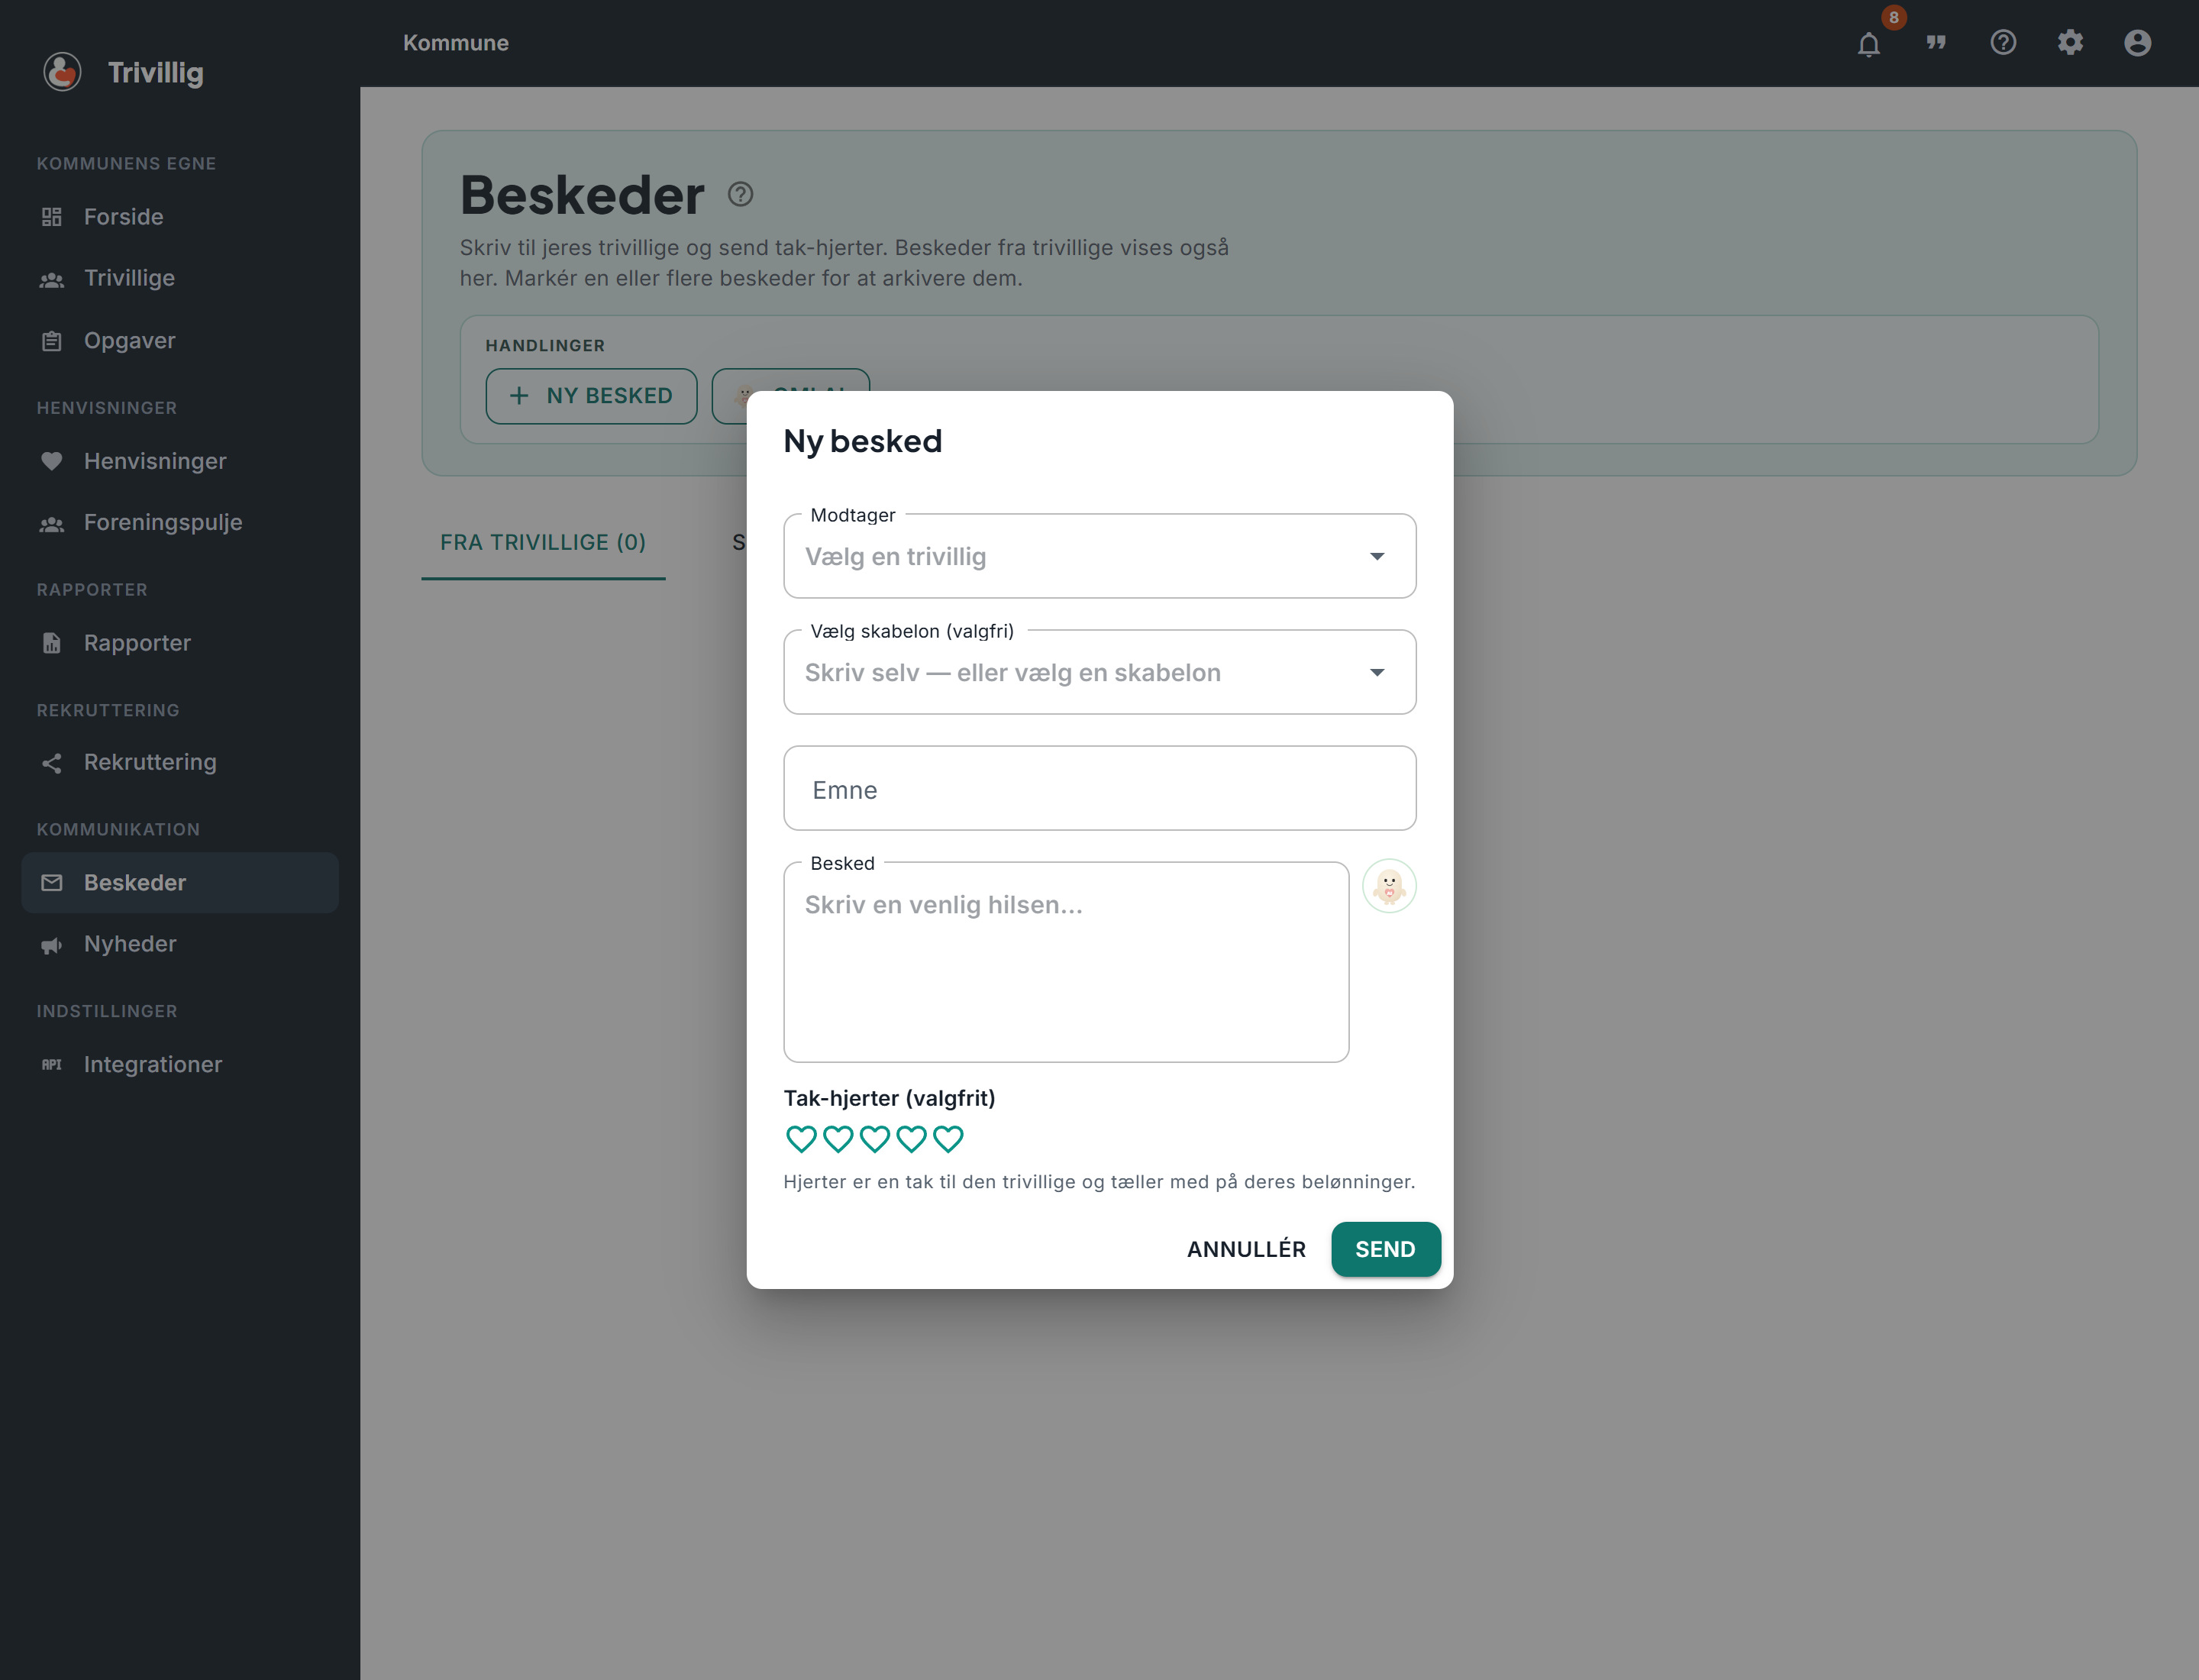 Trivillig
Kommune
8
KOMMUNENS EGNE
Forside
Trivillige
Opgaver
HENVISNINGER
Henvisninger
Foreningspulje
RAPPORTER
Rapporter
REKRUTTERING
Rekruttering
KOMMUNIKATION
Beskeder
Nyheder
INDSTILLINGER
API Integrationer
Beskeder
Skriv til jeres trivillige og send tak-hjerter. Beskeder fra trivillige vises også
her. Markér en eller flere beskeder for at arkivere dem.
HANDLINGER
NY BESKED
FRA TRIVILLIGE (0)
Ny besked
Modtager
Vælg en trivillig
Vælg skabelon (valgfri)
Skriv selv — eller vælg en skabelon
Emne
Besked
Skriv en venlig hilsen...
Tak-hjerter (valgfrit)
Hjerter er en tak til den trivillige og tæller med på deres belønninger.
ANNULLÉR
SEND